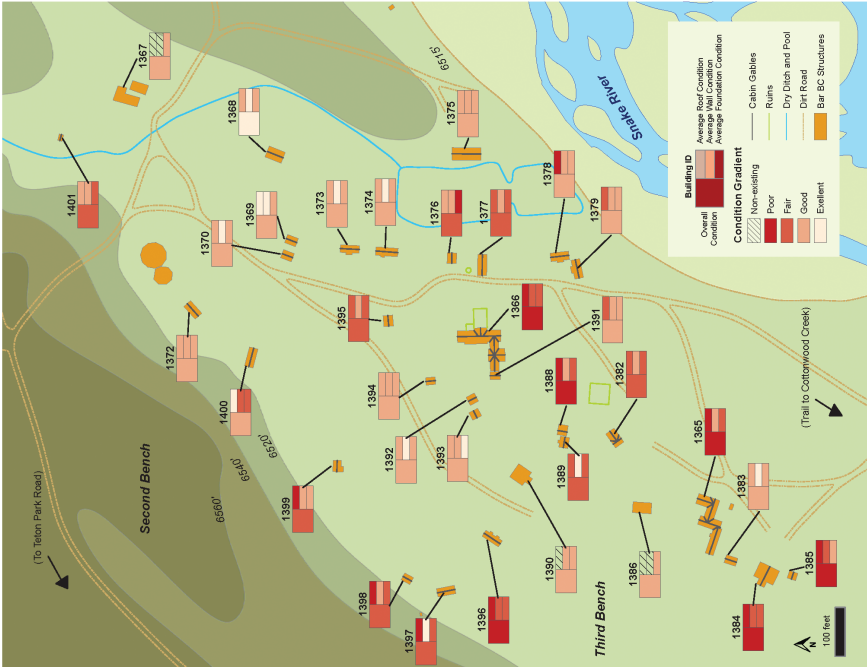 1367
1368
1401
1375
6515'
Snake River
1369
1370
1373
1374
1376
1377
1378
1379
1372
1395
1366
1391
1400
1394
1388
1382
1392
1393
1389
1399
1365
1383
1390
1386
1398
1397
1396
1384
1385
6520'
6540'
6560'
Second Bench
Third Bench
(To Teton Park Road)
(Trail to Cottonwood Creek)
Building ID
Overall
Condition
Average Roof Condition
Average Wall Condition
Average Foundation Condition
Condition Gradient
Non-existing
Poor
Fair
Good
Exellent
Cabin Gables
Ruins
Dry Ditch and Pool
Dirt Road
Bar BC Structures
N
100 feet